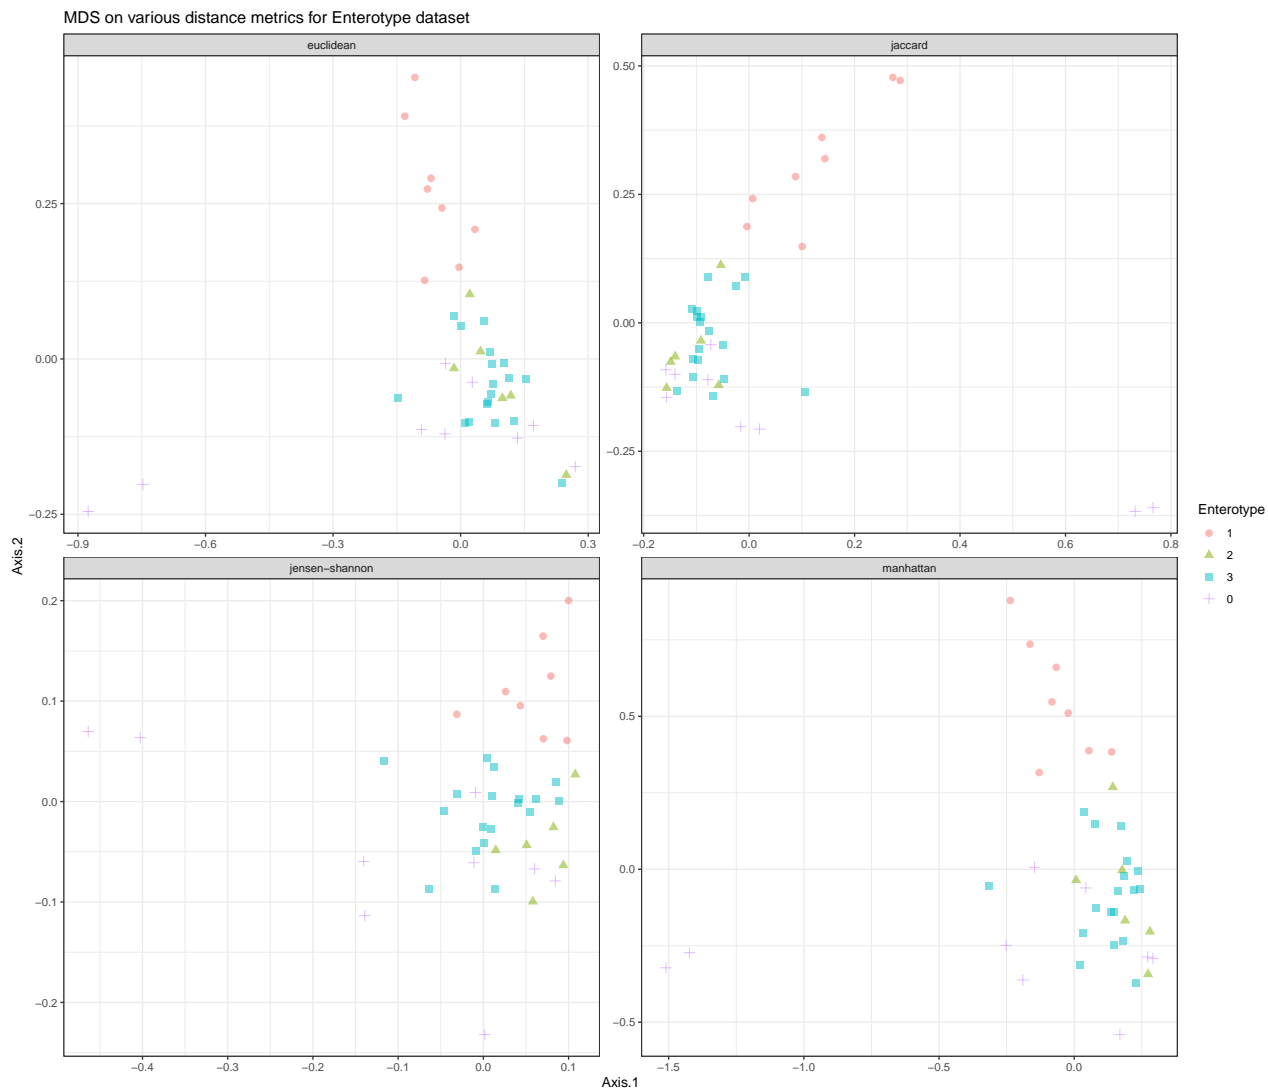 MDS on various distance metrics for Enterotype dataset
euclidean
jaccard
0.25
0.00
−0.25
−0.9 −0.6 −0.3 0.0 0.3
0.50
0.25
0.00
−0.25
−0.2 0.0 0.2 0.4 0.6 0.8
jensen−shannon
manhattan
0.2
0.1
0.0
−0.1
−0.2
−0.4 −0.3 −0.2 −0.1 0.0 0.1
0.5
0.0
−0.5
−1.5 −1.0 −0.5 0.0
Axis.2
Axis.1
Enterotype
1
2
3
0